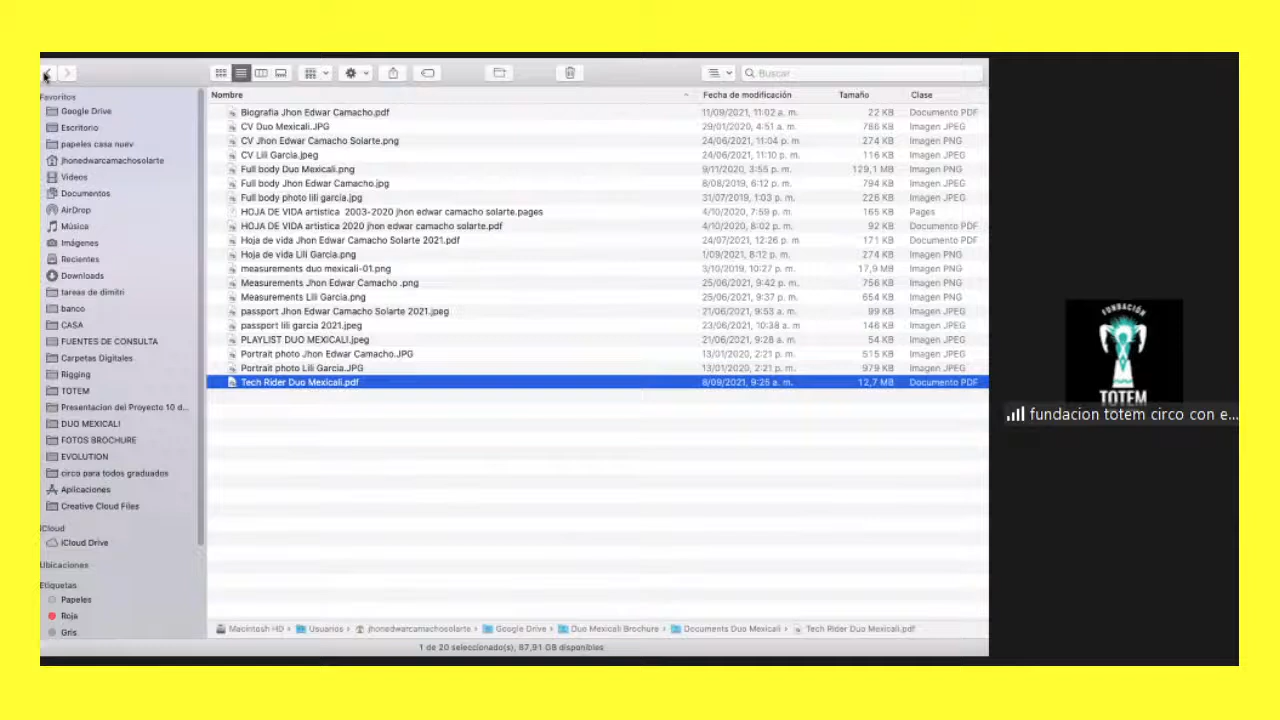 Buscar
Favoritos
Google Drive
Escritorio
papeles casa nuev
jhonedwarcamachosolarte
Videos
Documentos
AirDrop
Música
Imágenes
Recientes
Downloads
tareas de dimitri
banco
CASA
FUENTES DE CONSULTA
Carpetas Digitales
Rigging
TOTEM
Presentacion del Proyecto 10 d...
DUO MEXICALI
FOTOS BROCHURE
EVOLUTION
circo para todos graduados
Aplicaciones
Creative Cloud Files
iCloud
iCloud Drive
Ubicaciones
Etiquetas
Papeles
Roja
Gris
Nombre Fecha de modificación Tamaño Clase
Biografia Jhon Edwar Camacho.pdf 11/09/2021, 11:02 a. m. 22 KB Documento PDF
CV Duo Mexicali.JPG 29/01/2020, 4:51 a. m. 786 KB Imagen JPEG
CV Jhon Edwar Camacho Solarte.png 24/06/2021, 11:04 p. m. 274 KB Imagen PNG
CV Lili Garcia.jpeg 24/06/2021, 11:10 p. m. 116 KB Imagen JPEG
Full body Duo Mexicali.png 9/11/2020, 3:55 p. m. 129,1 MB Imagen PNG
Full body Jhon Edwar Camacho.jpg 8/08/2019, 6:12 p. m. 794 KB Imagen JPEG
Full body photo lili garcia.jpg 31/07/2019, 1:03 p. m. 226 KB Imagen JPEG
HOJA DE VIDA artistica 2003-2020 jhon edwar camacho solarte.pages 4/10/2020, 7:59 p. m. 165 KB Pages
HOJA DE VIDA artistica 2020 jhon edwar camacho solarte.pdf 4/10/2020, 8:02 p. m. 92 KB Documento PDF
Hoja de vida Jhon Edwar Camacho Solarte 2021.pdf 24/07/2021, 12:26 p. m 171 KB Documento PDF
Hoja de vida Lili Garcia.png 1/09/2021, 8:12 p. m. 274 KB Imagen PNG
measurements duo mexicali-01.png 3/10/2019, 10:27 p. m. 17,9 MB Imagen PNG
Measurements Jhon Edwar Camacho .png 25/06/2021, 9:42 p. m. 756 KB Imagen PNG
Measurements Lili Garcia.png 25/06/2021, 9:37 p. m. 654 KB Imagen PNG
passport Jhon Edwar Camacho Solarte 2021.jpeg 21/06/2021, 9:53 a. m. 99 KB Imagen JPEG
passport lili garcia 2021.jpeg 23/06/2021, 10:38 a. m 146 KB Imagen JPEG
PLAYLIST DUO MEXICALI.jpeg 21/06/2021, 9:28 a. m. 54 KB Imagen JPEG
Portrait photo Jhon Edwar Camacho.JPG 13/01/2020, 2:21 p. m. 515 KB Imagen JPEG
Portrait photo Lili Garcia.JPG 13/01/2020, 2:21 p. m. 979 KB Imagen JPEG
Tech Rider Duo Mexicali.pdf 8/09/2021, 9:25 a. m. 12,7 MB Documento PDF
Macintosh HD › Usuarios › jhonedwarcamachosolarte › Google Drive › Duo Mexicali Brochure › Documents Duo Mexicali › Tech Rider Duo Mexicali.pdf
1 de 20 seleccionado(s), 87,91 GB disponibles
FUNDACIÓN
TOTEM
fundacion totem circo con e...